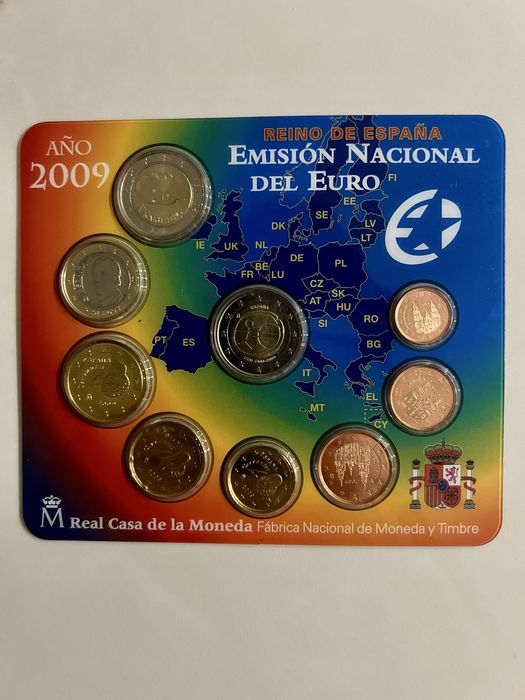 AÑO
2009
REINO DE ESPAÑA
EMISIÓN NACIONAL
DEL EURO
FI
EE
SE
LV
LT
DK
IE
UK
NL
BE
DE
PL
FR
LU
CZ
SK
AT
HU
SI
RO
BG
PT
ES
IT
MT
EL
CY
ESPAÑA
M Real Casa de la Moneda Fábrica Nacional de Moneda y Timbre